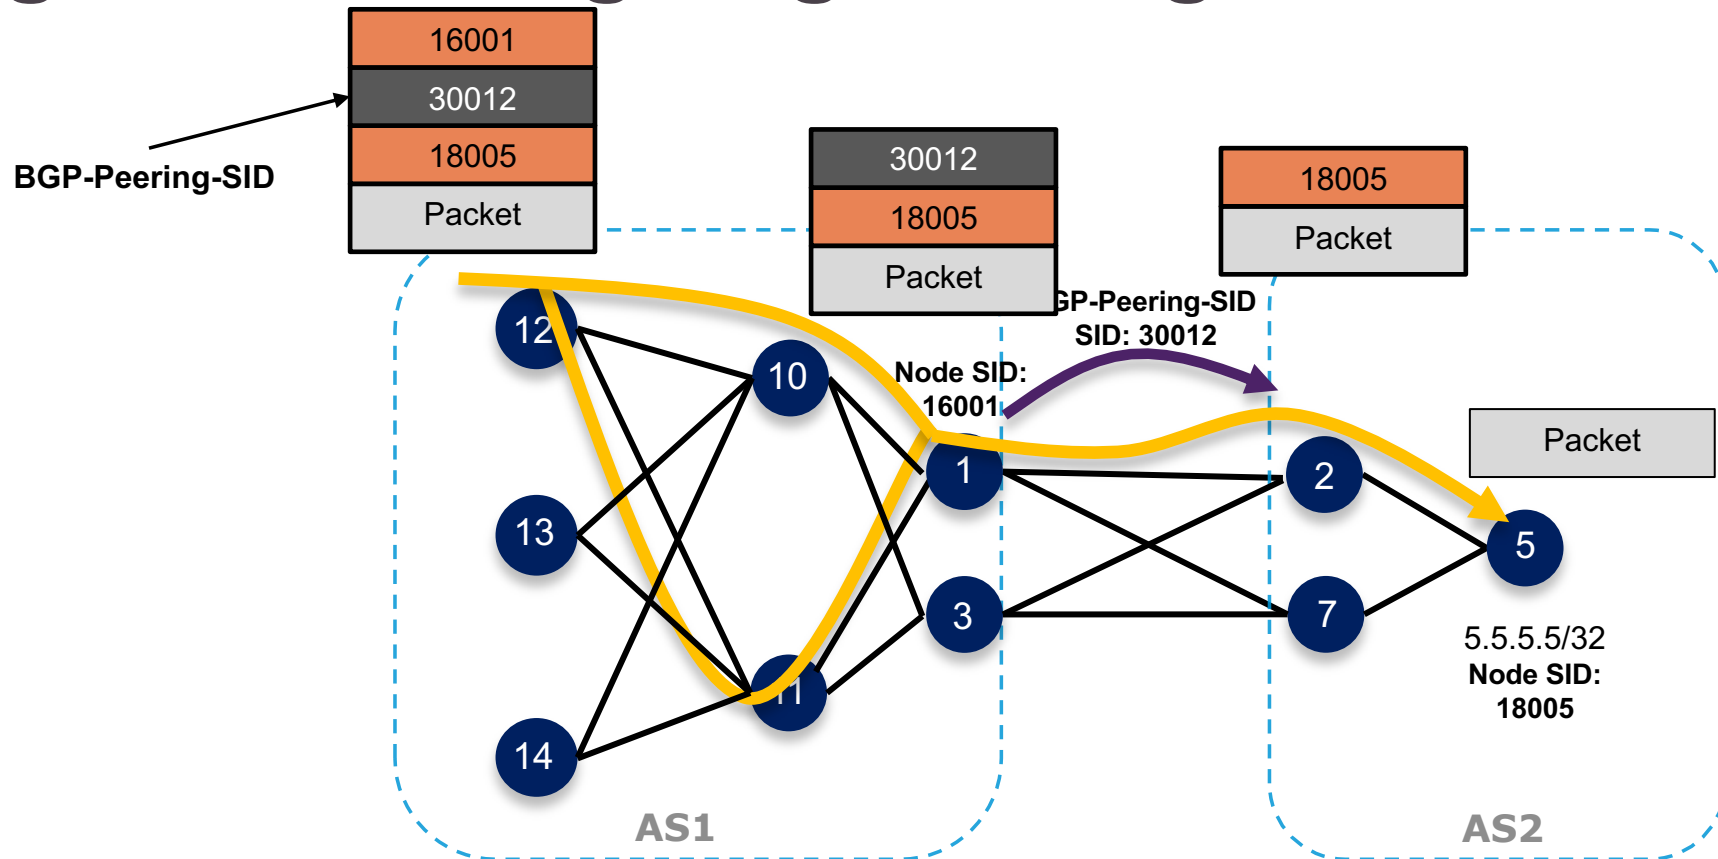 16001
30012
18005
Packet
BGP-Peering-SID
30012
18005
Packet
18005
Packet
GP-Peering-SID
SID: 30012
Node SID:
16001
Packet
12
10
1
2
13
5
3
7
11
14
5.5.5.5/32
Node SID:
18005
AS1
AS2